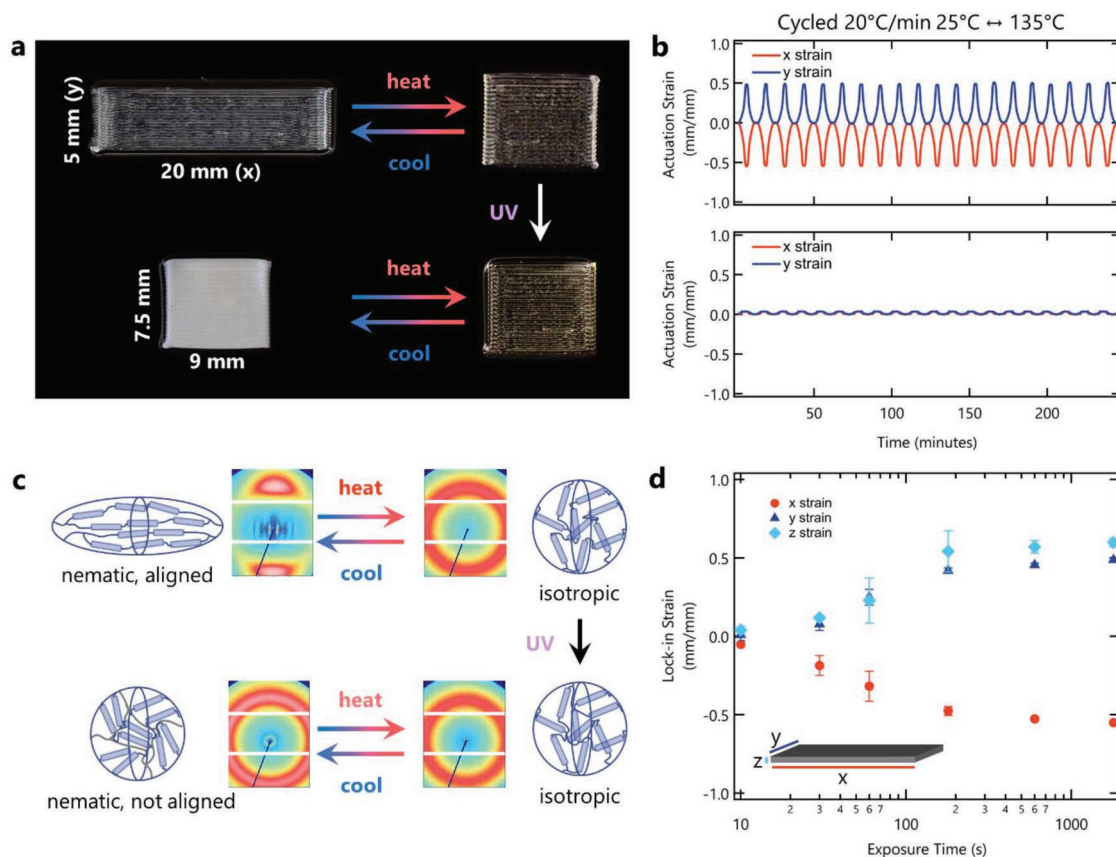 a
5 mm (y)
20 mm (x)
heat
cool
UV
7.5 mm
9 mm
heat
cool
Cycled 20°C/min 25°C ↔ 135°C
b
1.0
0.5
0.0
-0.5
-1.0
Actuation Strain
(mm/mm)
x strain
y strain
1.0
0.5
0.0
-0.5
-1.0
Actuation Strain
(mm/mm)
x strain
y strain
50
100
150
200
Time (minutes)
c
heat
cool
nematic, aligned
isotropic
UV
heat
cool
nematic, not aligned
isotropic
d
1.0
0.5
0.0
-0.5
-1.0
Lock-in Strain
(mm/mm)
x strain
y strain
z strain
y
z
x
10
2
3
4
5
6
7
100
2
3
4
5
6
7
1000
Exposure Time (s)